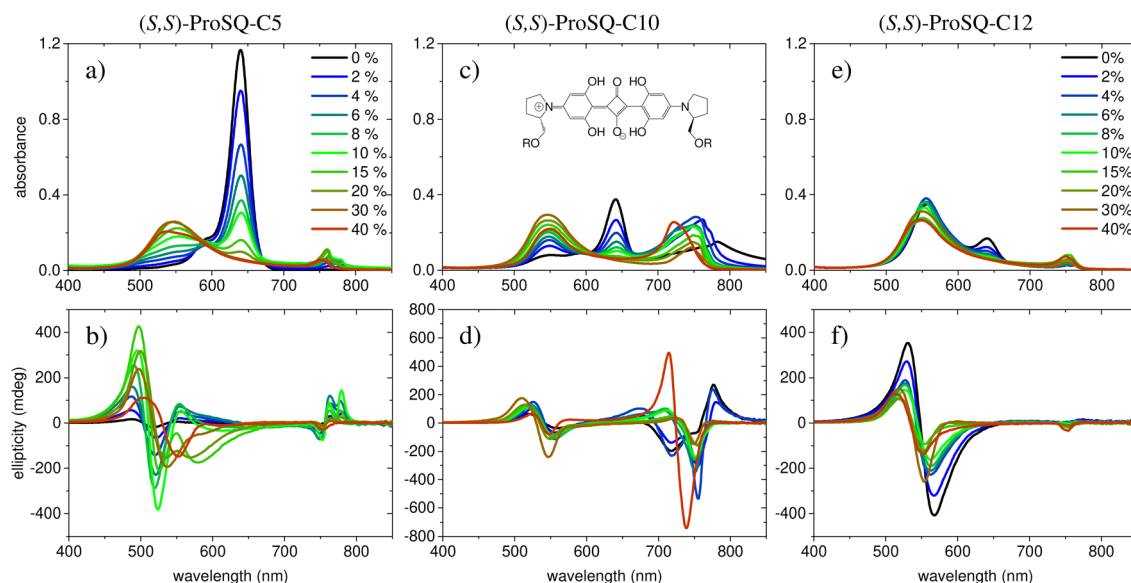 (S,S)-ProSQ-C5 (S,S)-ProSQ-C10 (S,S)-ProSQ-C12
a)
0 %
2 %
4 %
6 %
8 %
10 %
15 %
20 %
30 %
40 %
absorbance
1.2
0.8
0.4
0.0
400 500 600 700 800
c)
OH O HO
N
⊕
N
OH O HO
⊖
OR
RO
1.2
0.8
0.4
0.0
400 500 600 700 800
e)
0%
2%
4%
6%
8%
10%
15%
20%
30%
40%
1.2
0.8
0.4
0.0
400 500 600 700 800
b)
ellipticity (mdeg)
400
200
0
-200
-400
400 500 600 700 800
wavelength (nm)
d)
800
600
400
200
0
-200
-400
-600
-800
400 500 600 700 800
wavelength (nm)
f)
400
200
0
-200
-400
400 500 600 700 800
wavelength (nm)